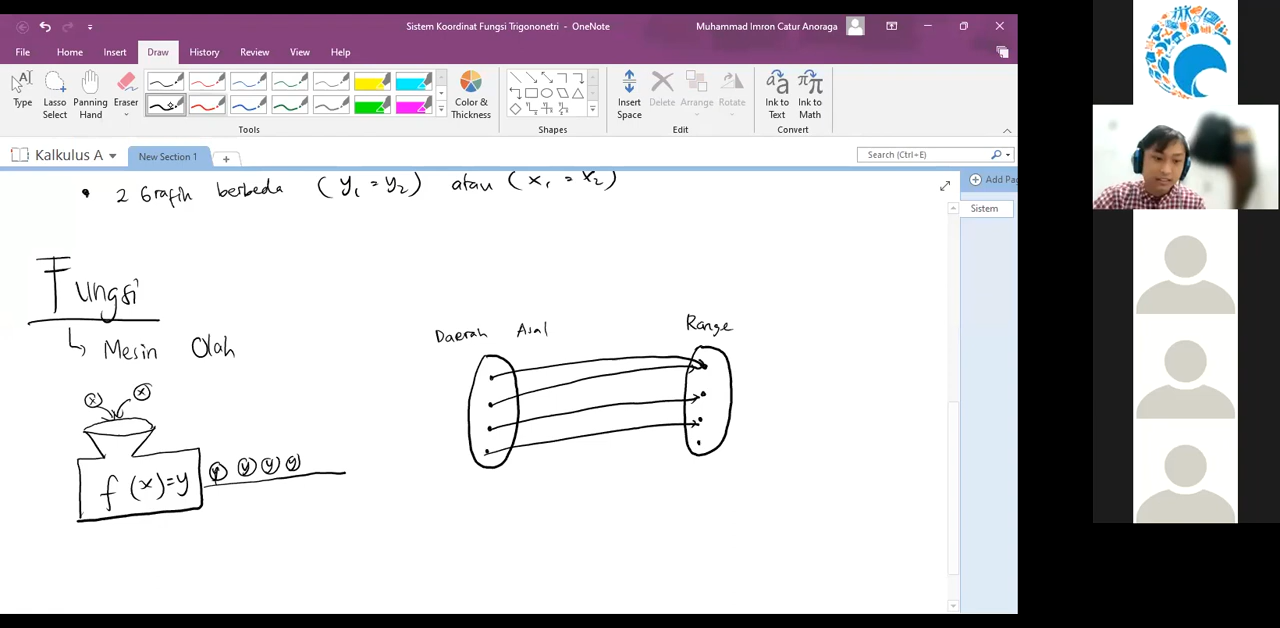 Sistem Koordinat Fungsi Trigononetri - OneNote
Muhammad Imron Catur Anoraga
File Home Insert Draw History Review View Help
Type
Lasso Select
Panning Hand
Eraser
Color & Thickness
Insert Space
Delete
Arrange
Rotate
Ink to Text
Ink to Math
Tools
Shapes
Edit
Convert
Kalkulus A
New Section 1
Search (Ctrl+E)
Add Pag
Sistem
• 2 Grafik berbeda (y₁ = y₂) atau (x₁ = x₂)
Fungsi
↳ Mesin Olah
Daerah Asal
Range
x x
f (x)=y
y y y y